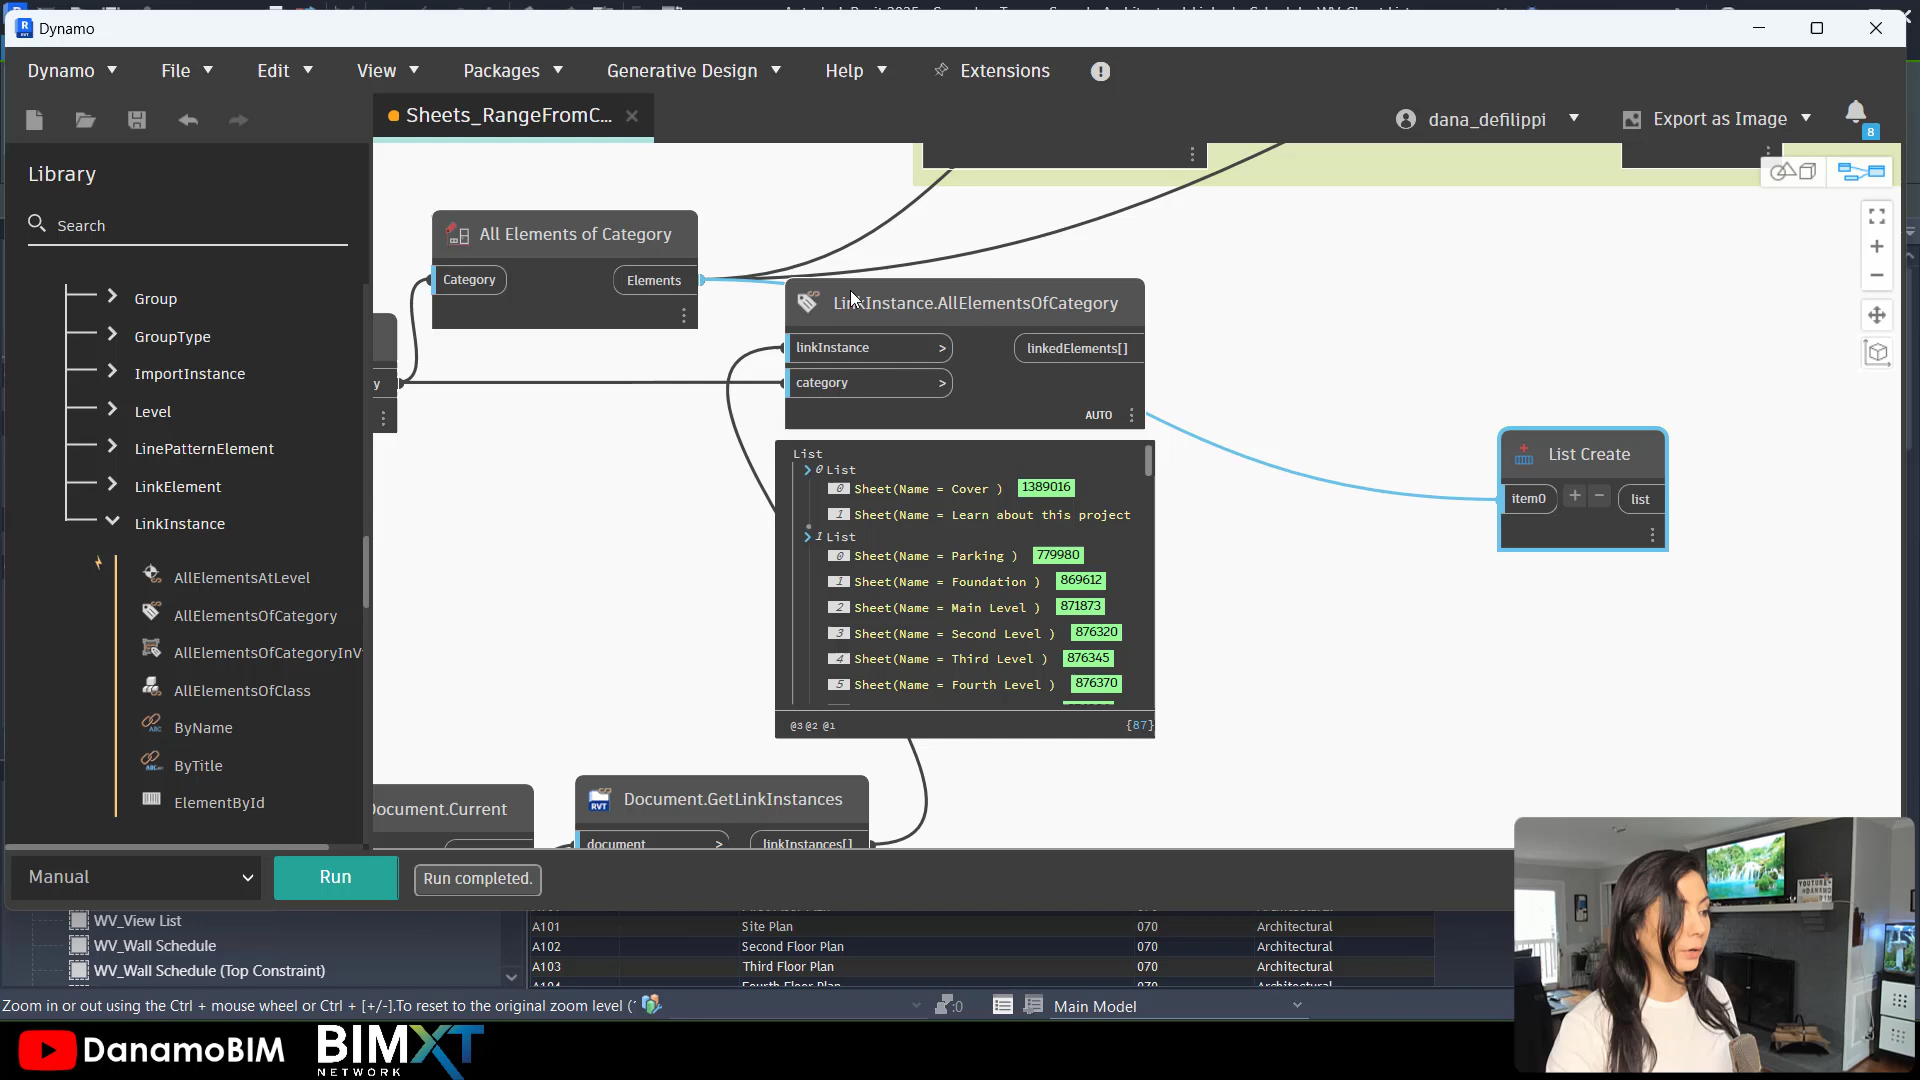 Dynamo
Dynamo File Edit View Packages Generative Design Help Extensions
Sheets_RangeFromC...
dana_defilippi Export as Image 8
Library
Search
Group
GroupType
ImportInstance
Level
LinePatternElement
LinkElement
LinkInstance
AllElementsAtLevel
AllElementsOfCategory
AllElementsOfCategoryInV
AllElementsOfClass
ByName
ByTitle
ElementById
All Elements of Category
Category Elements
y
LinkInstance.AllElementsOfCategory
linkInstance > linkedElements[]
category >
AUTO
List
0 List
0 Sheet(Name = Cover ) 1389016
1 Sheet(Name = Learn about this project
1 List
0 Sheet(Name = Parking ) 779980
1 Sheet(Name = Foundation ) 869612
2 Sheet(Name = Main Level ) 871873
3 Sheet(Name = Second Level ) 876320
4 Sheet(Name = Third Level ) 876345
5 Sheet(Name = Fourth Level ) 876370
@3 @2 @1 {87}
List Create
item0 + - list
Document.Current
Document.GetLinkInstances
document > linkInstances[]
Manual Run Run completed.
WV_View List
WV_Wall Schedule
WV_Wall Schedule (Top Constraint)
A101 Site Plan 070 Architectural
A102 Second Floor Plan 070 Architectural
A103 Third Floor Plan 070 Architectural
Zoom in or out using the Ctrl + mouse wheel or Ctrl + [+/-].To reset to the original zoom level (
:0 Main Model
DanamoBIM BIMXT
NETWORK